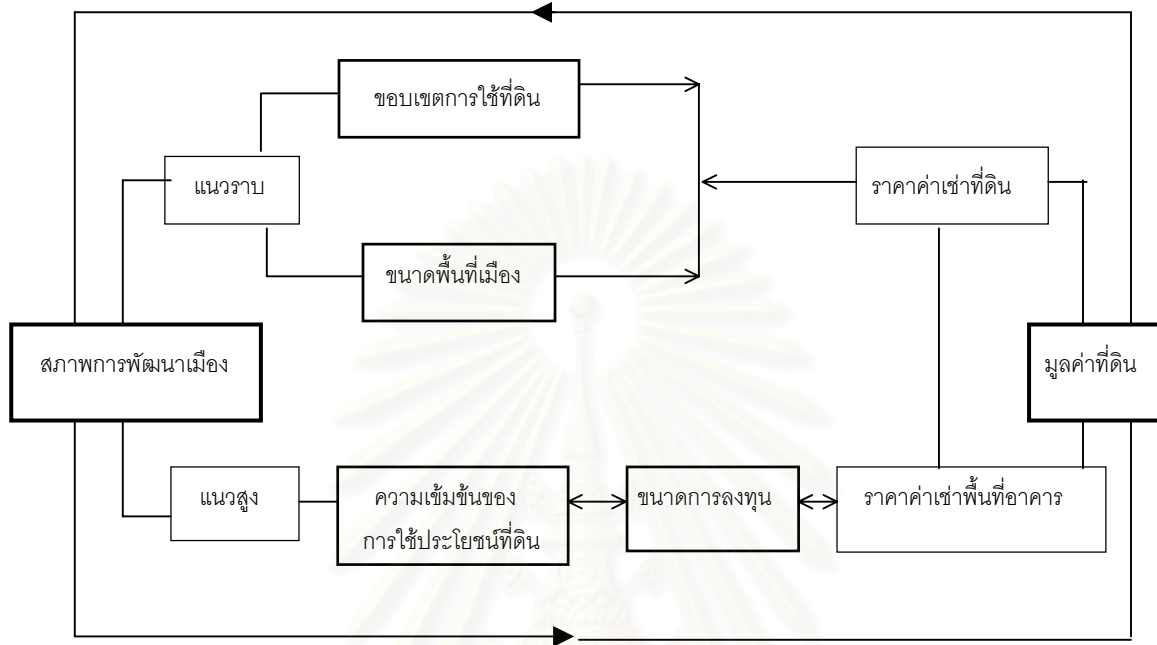 ขอบเขตการใช้ที่ดิน
แนวราบ
ราคาค่าเช่าที่ดิน
ขนาดพื้นที่เมือง
สภาพการพัฒนาเมือง
มูลค่าที่ดิน
แนวสูง
ความเข้มข้นของ
การใช้ประโยชน์ที่ดิน
ขนาดการลงทุน
ราคาค่าเช่าพื้นที่อาคาร